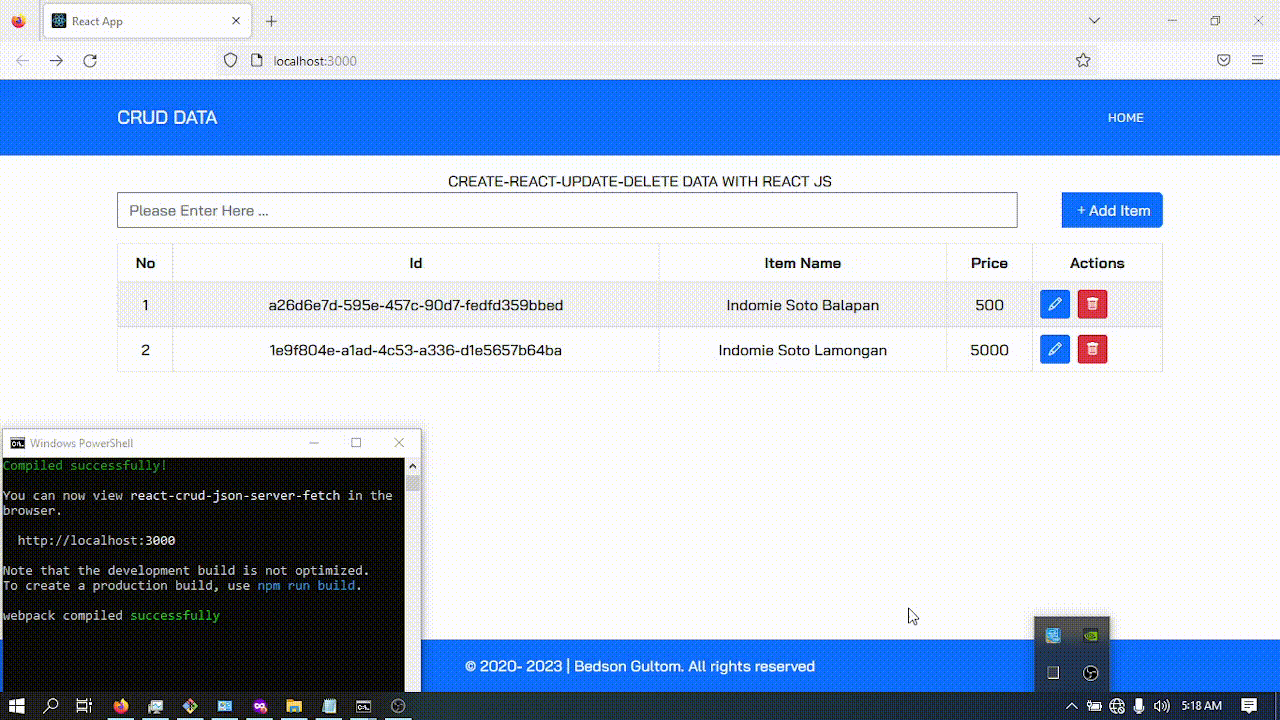 React App
localhost:3000
CRUD DATA
HOME
CREATE-REACT-UPDATE-DELETE DATA WITH REACT JS
Please Enter Here ...
+ Add Item
No Id Item Name Price Actions
1 a26d6e7d-595e-457c-90d7-fedfd359bbed Indomie Soto Balapan 500
2 1e9f804e-a1ad-4c53-a336-d1e5657b64ba Indomie Soto Lamongan 5000
Windows PowerShell
Compiled successfully!
You can now view react-crud-json-server-fetch in the
browser.
http://localhost:3000
Note that the development build is not optimized.
To create a production build, use npm run build.
webpack compiled successfully
© 2020- 2023 | Bedson Gultom. All rights reserved
5:18 AM